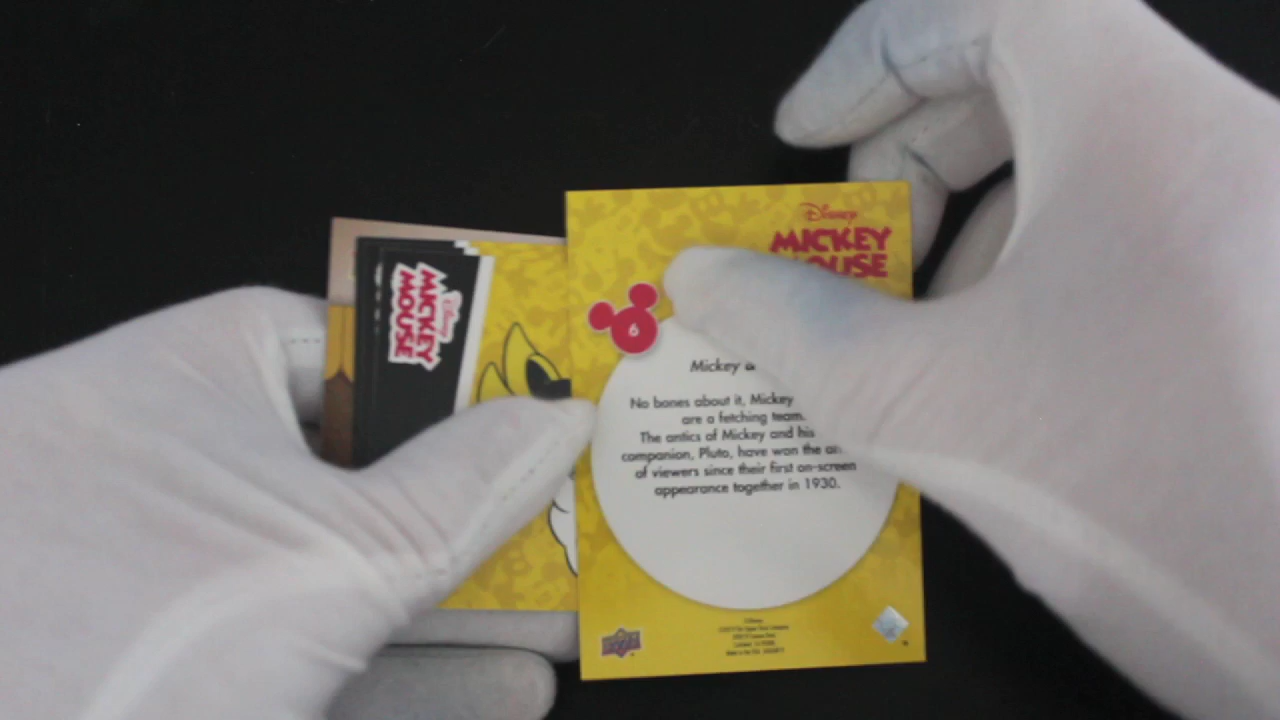 Disney
MICKEY
MOUSE
Disney
MICKEY
MOUSE
6
Mickey &
No bones about it, Mickey
are a fetching team.
The antics of Mickey and his
companion, Pluto, have won the
of viewers since their first on-screen
appearance together in 1930.